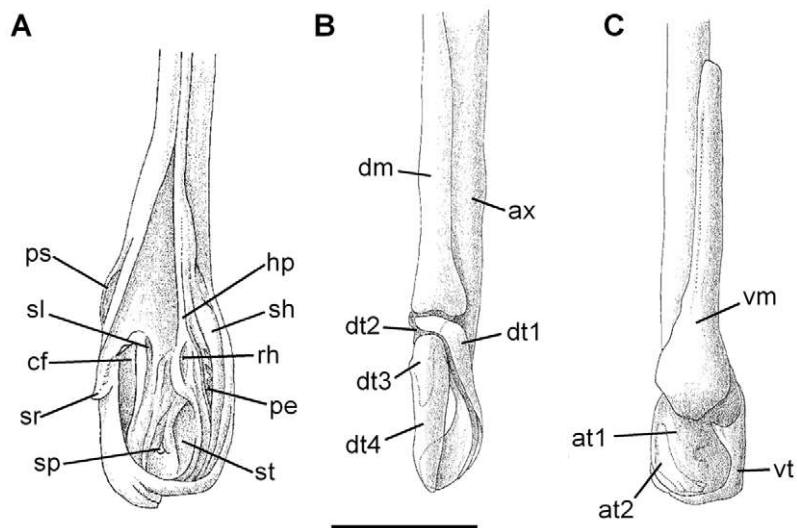 A
B
C
ps
sl
cf
sr
sp
hp
sh
rh
pe
st
dm
ax
dt2
dt1
dt3
dt4
vm
at1
at2
vt